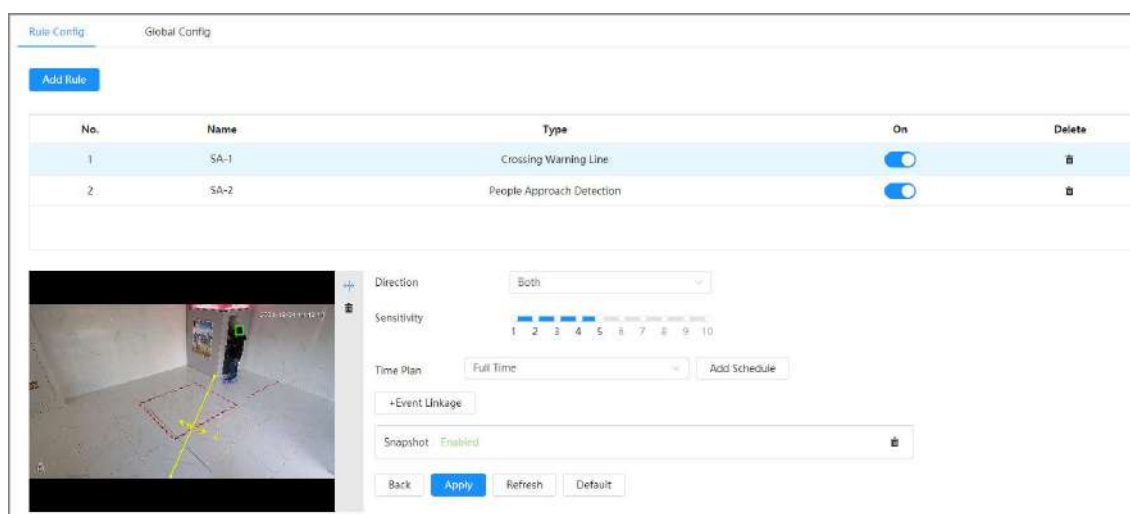 Rule Config Global Config
Add Rule
No. Name Type On Delete
1 SA-1 Crossing Warning Line
2 SA-2 People Approach Detection
Direction Both
Sensitivity
1 2 3 4 5 6 7 8 9 10
Time Plan Full Time Add Schedule
+Event Linkage
Snapshot Enabled
Back Apply Refresh Default